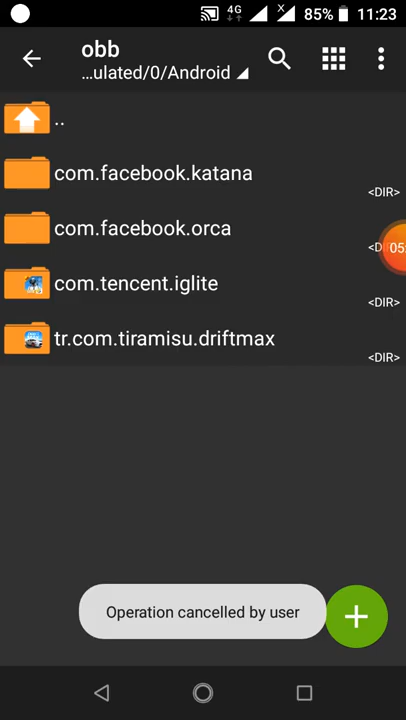 4G X 85% 11:23
obb
...ulated/0/Android
..
com.facebook.katana
<DIR>
com.facebook.orca
<D
05:
com.tencent.iglite
<DIR>
tr.com.tiramisu.driftmax
<DIR>
Operation cancelled by user